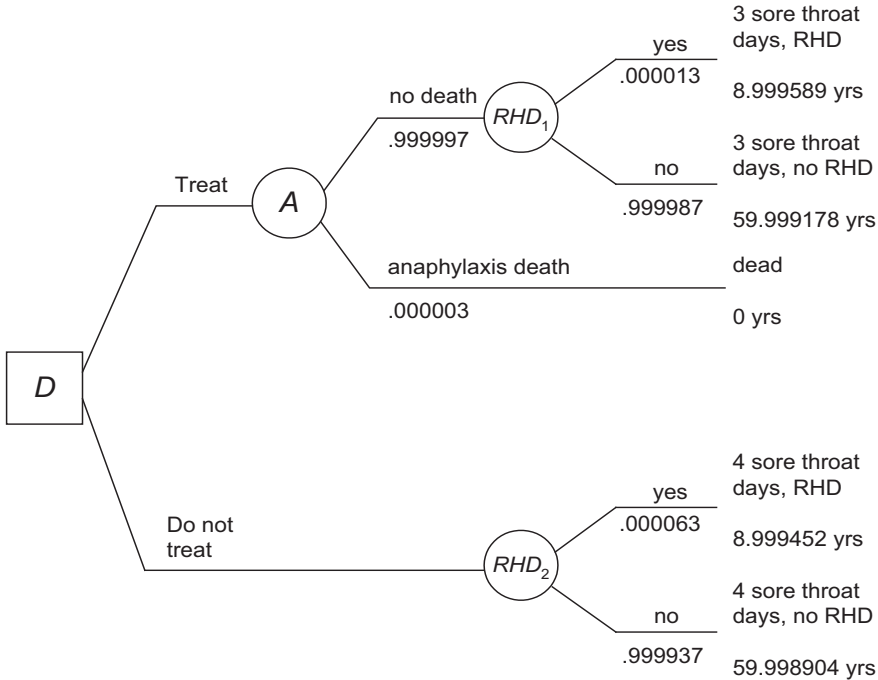 3 sore throat
days, RHD
yes
.000013
8.999589 yrs
no death
RHD1
.999997
3 sore throat
days, no RHD
no
.999987
59.999178 yrs
Treat
A
anaphylaxis death
dead
.000003
0 yrs
D
4 sore throat
days, RHD
yes
.000063
8.999452 yrs
Do not
treat
RHD2
4 sore throat
days, no RHD
no
.999937
59.998904 yrs